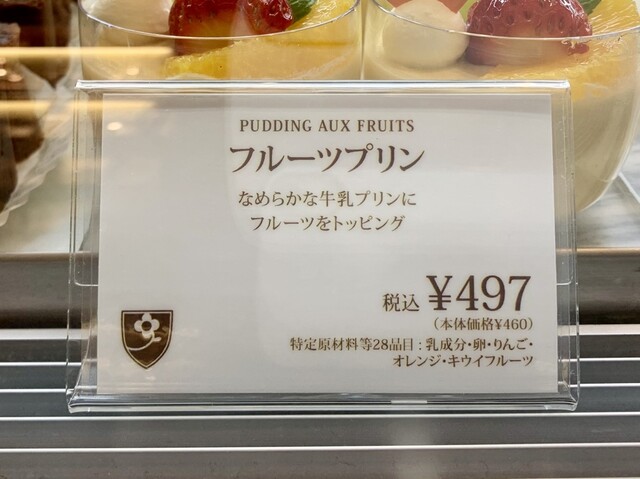 PUDDING AUX FRUITS
フルーツプリン
なめらかな牛乳プリンに
フルーツをトッピング
税込 ¥497
(本体価格¥460)
特定原材料等28品目:乳成分・卵・りんご・
オレンジ・キウイフルーツ